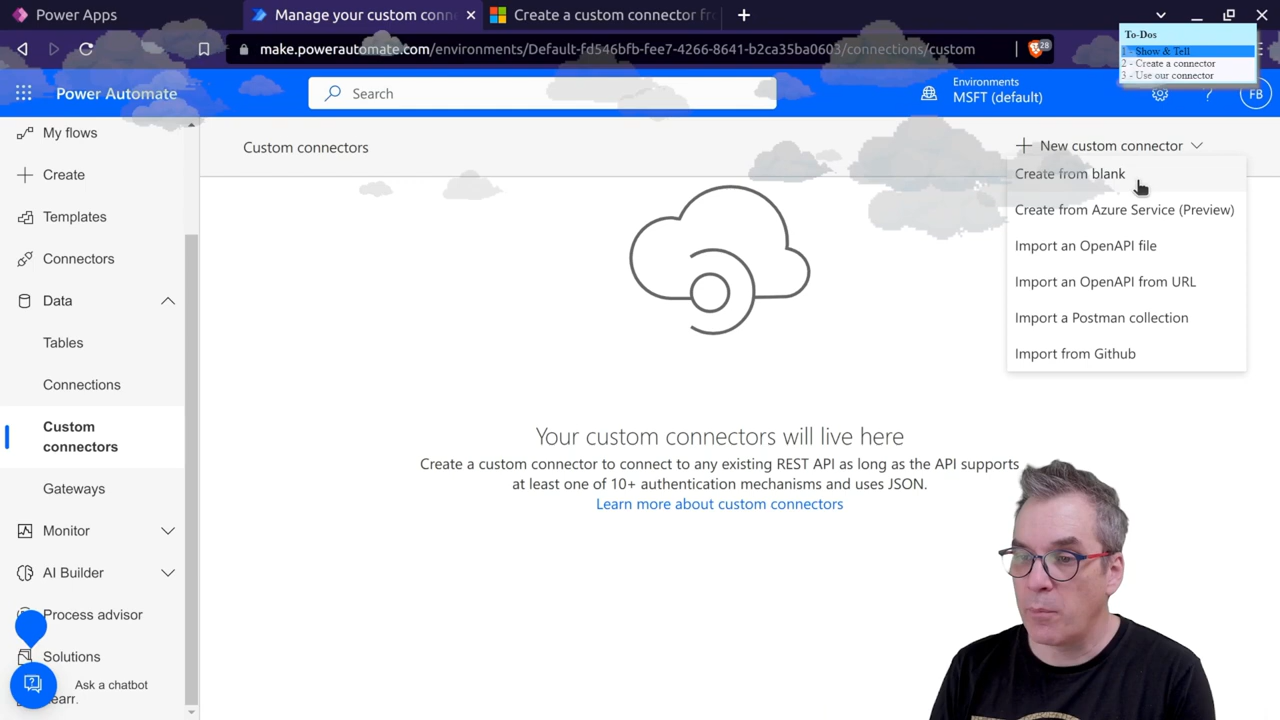 Power Apps
Manage your custom conn
Create a custom connector fr
make.powerautomate.com/environments/Default-fd546bfb-fee7-4266-8641-b2ca35ba0603/connections/custom
28
To-Dos
1 - Show & Tell
2 - Create a connector
3 - Use our connector
Power Automate
Search
Environments
MSFT (default)
?
FB
My flows
Create
Templates
Connectors
Data
Tables
Connections
Custom
connectors
Gateways
Monitor
AI Builder
Process advisor
Solutions
Ask a chatbot
Custom connectors
New custom connector
Create from blank
Create from Azure Service (Preview)
Import an OpenAPI file
Import an OpenAPI from URL
Import a Postman collection
Import from Github
Your custom connectors will live here
Create a custom connector to connect to any existing REST API as long as the API supports
at least one of 10+ authentication mechanisms and uses JSON.
Learn more about custom connectors